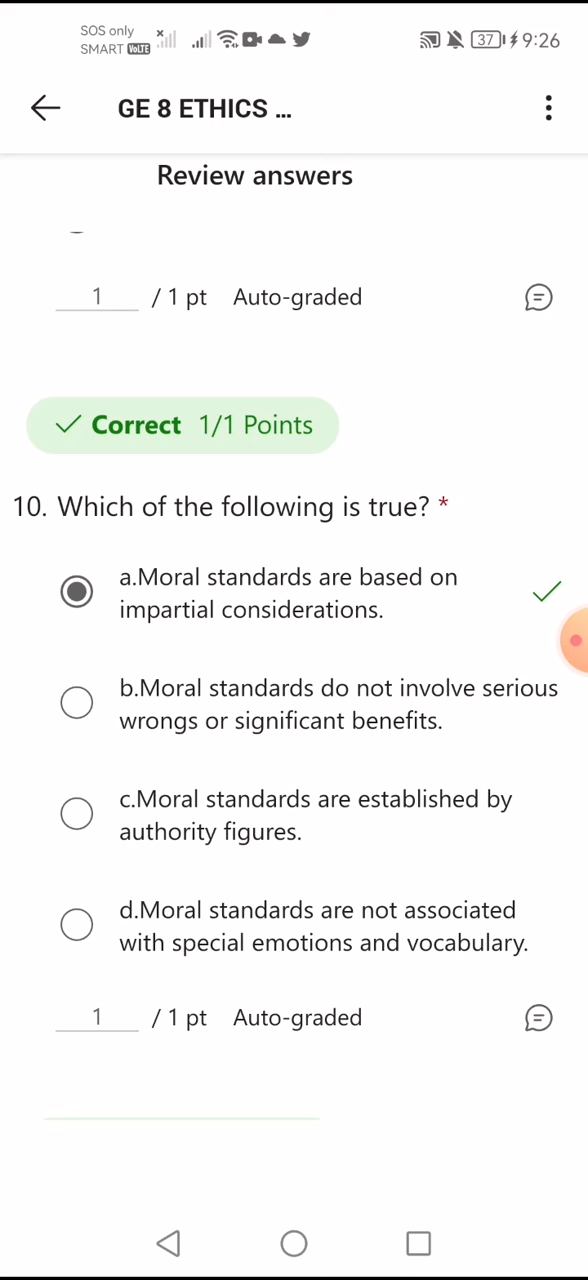 SOS only
SMART VoLTE
37 9:26
GE 8 ETHICS ...
Review answers
1 / 1 pt Auto-graded
Correct 1/1 Points
10. Which of the following is true? *
a.Moral standards are based on
impartial considerations.
b.Moral standards do not involve serious
wrongs or significant benefits.
c.Moral standards are established by
authority figures.
d.Moral standards are not associated
with special emotions and vocabulary.
1 / 1 pt Auto-graded